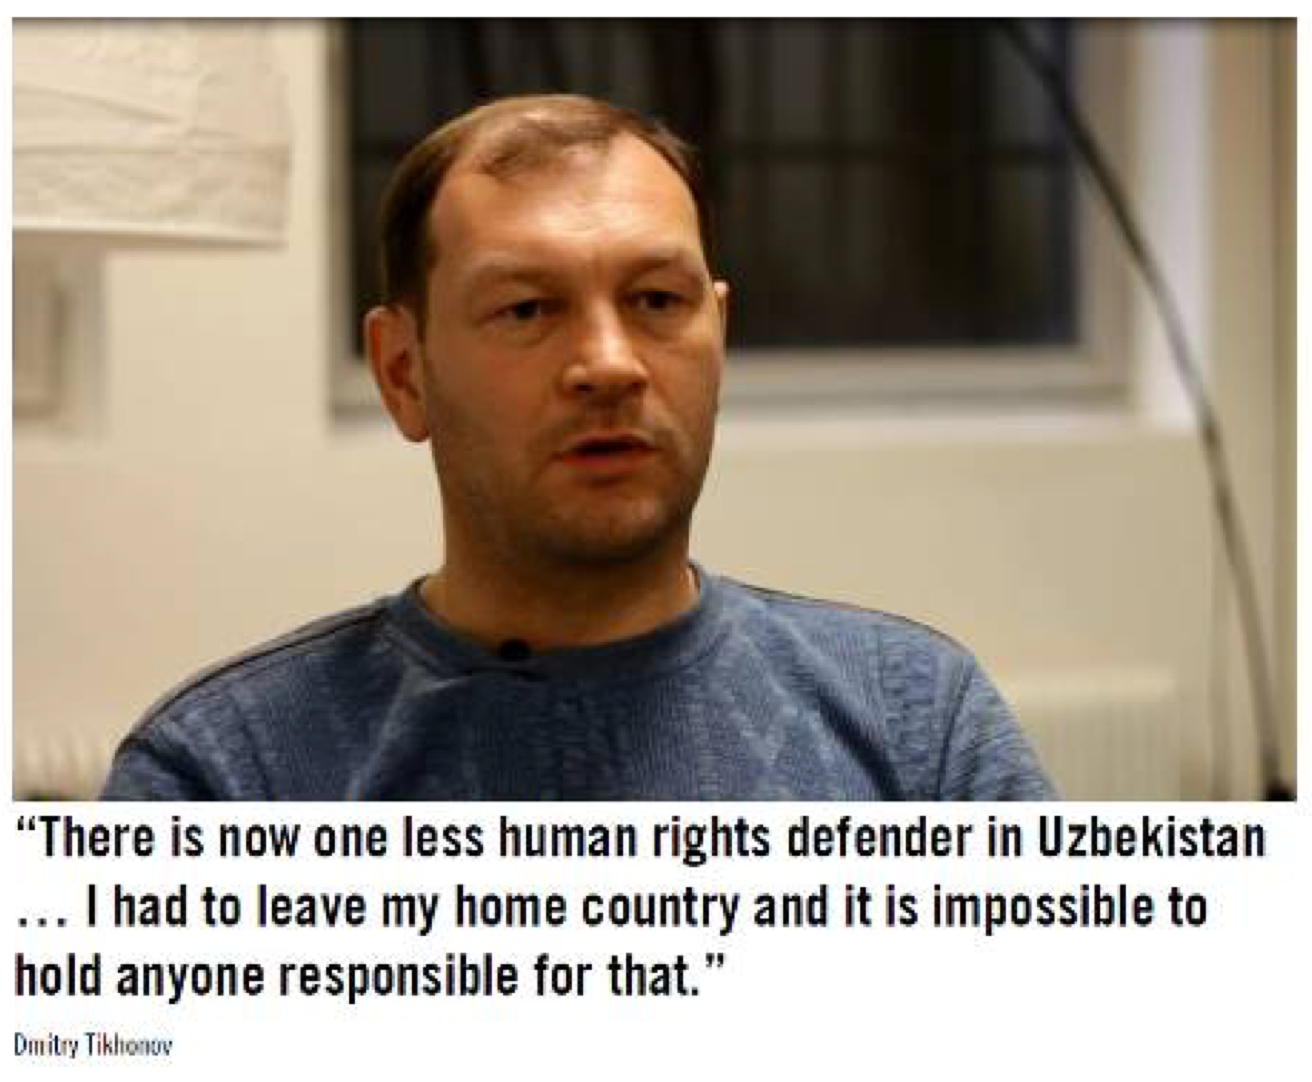 “There is now one less human rights defender in Uzbekistan
… I had to leave my home country and it is impossible to
hold anyone responsible for that.”
Dmitry Tikhonov